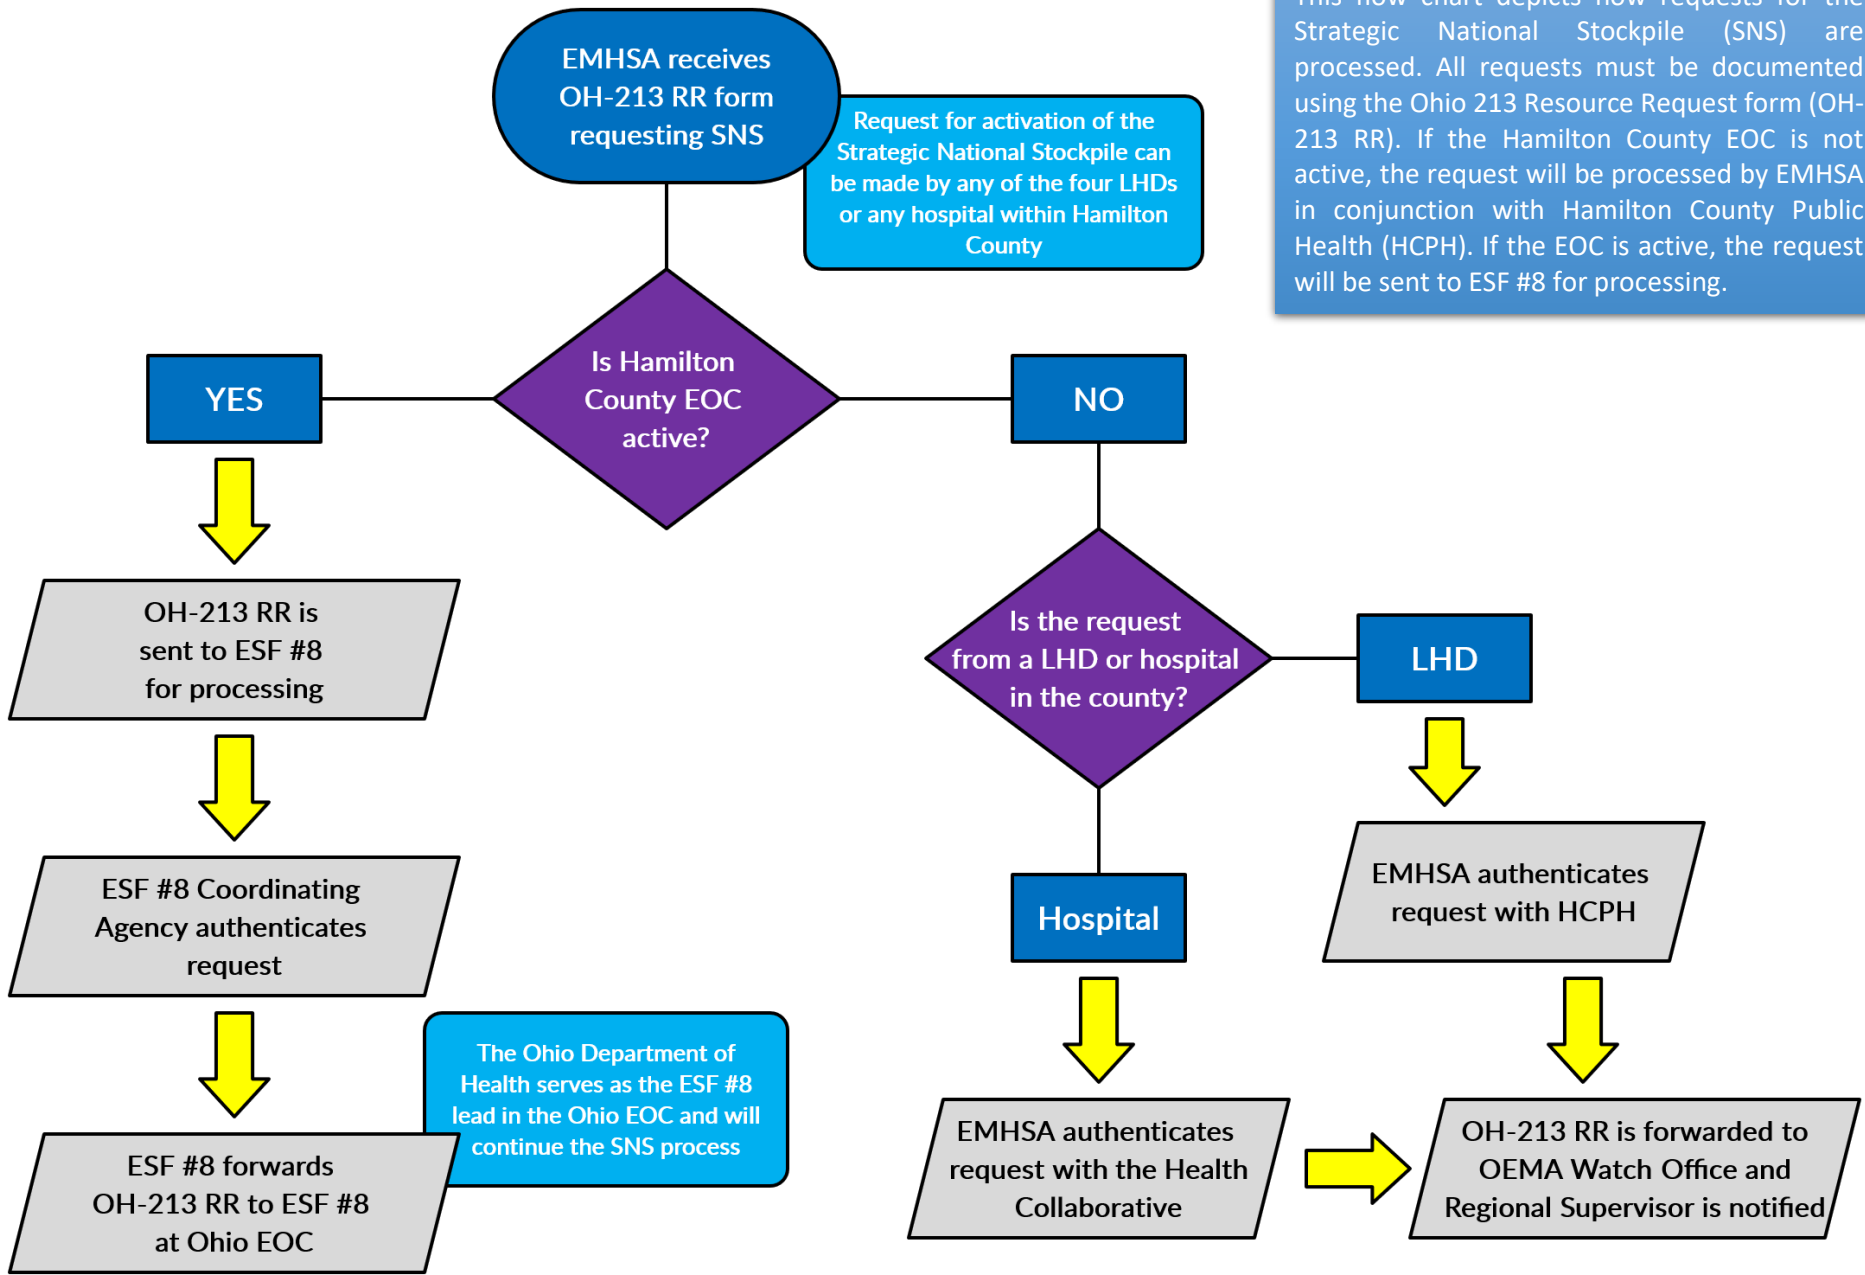 EMHSA receives
OH-213 RR form
requesting SNS
Request for activation of the
Strategic National Stockpile can
be made by any of the four LHDs
or any hospital within Hamilton
County
This flow chart depicts how requests for the
Strategic National Stockpile (SNS) are
processed. All requests must be documented
using the Ohio 213 Resource Request form (OH-
213 RR). If the Hamilton County EOC is not
active, the request will be processed by EMHSA
in conjunction with Hamilton County Public
Health (HCPH). If the EOC is active, the request
will be sent to ESF #8 for processing.
YES
Is Hamilton
County EOC
active?
NO
OH-213 RR is
sent to ESF #8
for processing
Is the request
from a LHD or hospital
in the county?
LHD
ESF #8 Coordinating
Agency authenticates
request
Hospital
EMHSA authenticates
request with HCPH
The Ohio Department of
Health serves as the ESF #8
lead in the Ohio EOC and will
continue the SNS process
ESF #8 forwards
OH-213 RR to ESF #8
at Ohio EOC
EMHSA authenticates
request with the Health
Collaborative
OH-213 RR is forwarded to
OEMA Watch Office and
Regional Supervisor is notified